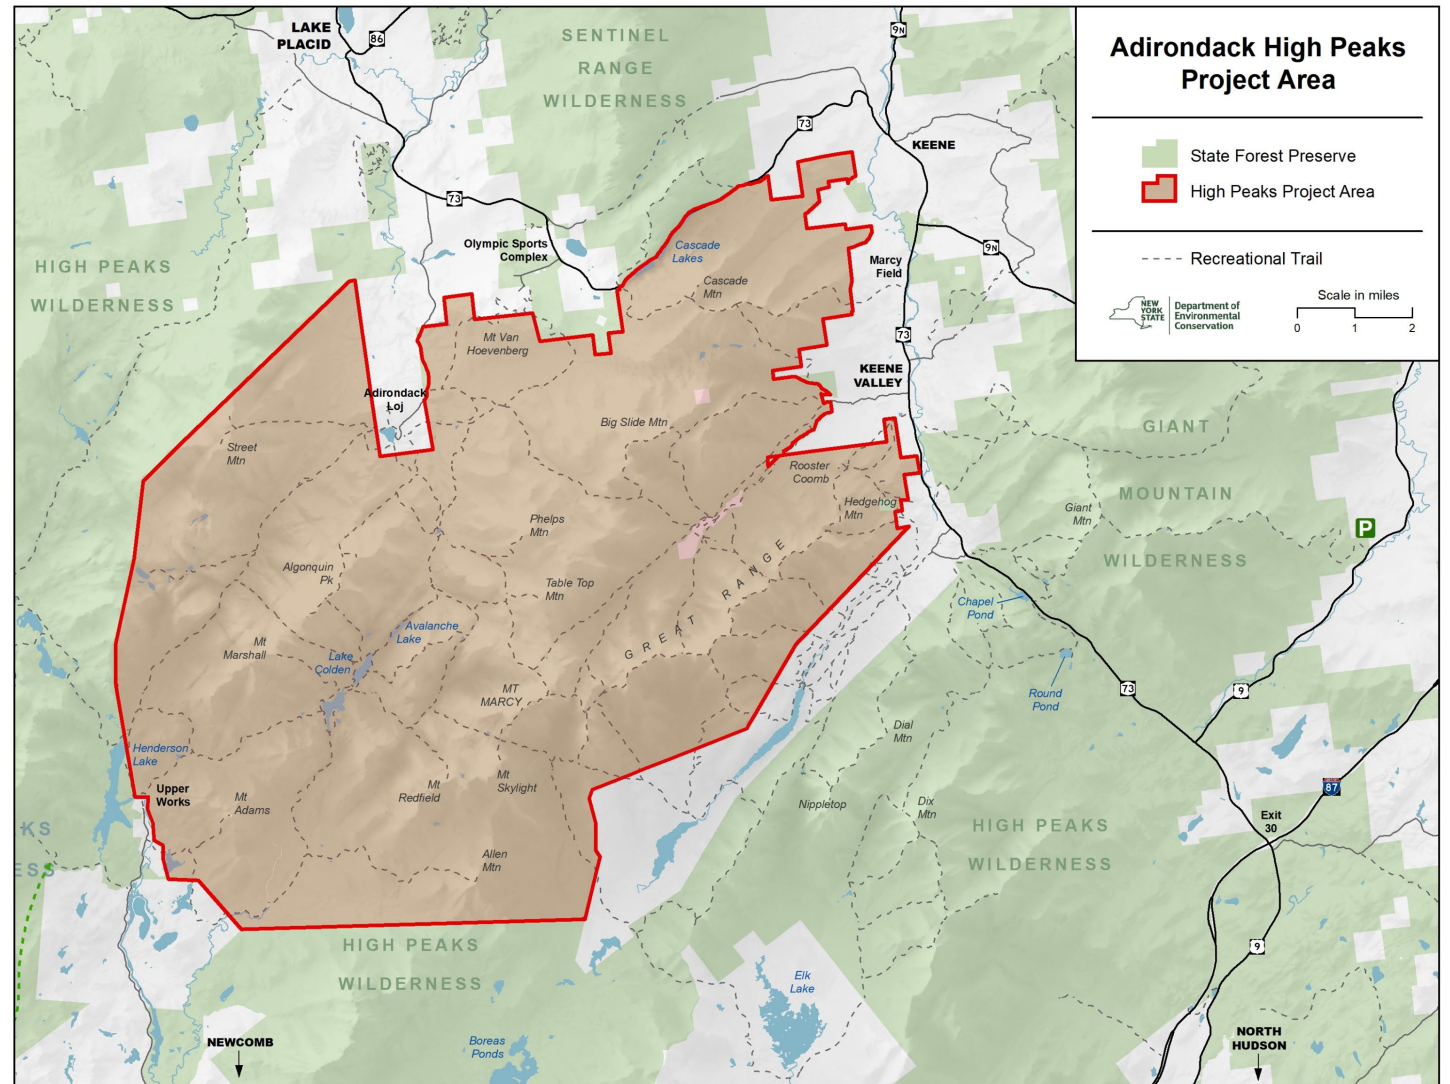 Adirondack High Peaks
Project Area
State Forest Preserve
High Peaks Project Area
Recreational Trail
NEW
YORK
STATE
Department of
Environmental
Conservation
Scale in miles
0 1 2
LAKE
PLACID
86
SENTINEL
RANGE
WILDERNESS
9N
73
KEENE
73
Olympic Sports
Complex
Cascade
Lakes
Marcy
Field
9N
HIGH PEAKS
WILDERNESS
Cascade
Mtn
Mt Van
Hoevenberg
73
KEENE
VALLEY
Adirondack
Loj
Big Slide Mtn
GIANT
MOUNTAIN
WILDERNESS
Street
Mtn
Rooster
Coomb
Hedgehog
Mtn
Giant
Mtn
P
Phelps
Mtn
Algonquin
Pk
Table Top
Mtn
GREAT RANGE
Chapel
Pond
Avalanche
Lake
Mt
Marshall
Lake
Colden
MT
MARCY
Round
Pond
73
9
Dial
Mtn
Henderson
Lake
Upper
Works
Mt
Adams
Mt
Redfield
Mt
Skylight
Nippletop
Dix
Mtn
87
Exit
30
HIGH PEAKS
WILDERNESS
KS
ESS
Allen
Mtn
HIGH PEAKS
WILDERNESS
9
Elk
Lake
NEWCOMB
Boreas
Ponds
NORTH
HUDSON